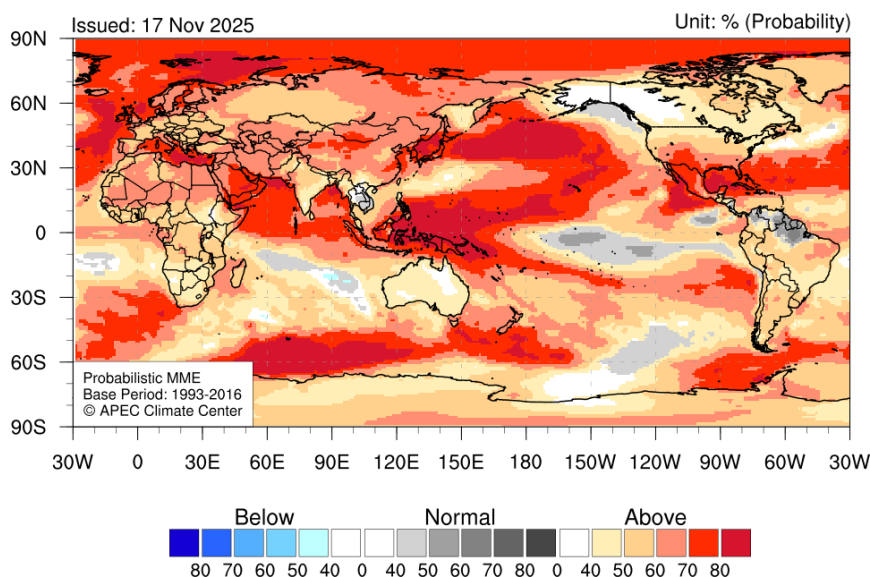 Issued: 17 Nov 2025 Unit: % (Probability)
90N
60N
30N
0
30S
60S
90S
Probabilistic MME
Base Period: 1993-2016
© APEC Climate Center
30W 0 30E 60E 90E 120E 150E 180 150W 120W 90W 60W 30W
Below Normal Above
80 70 60 50 40 0 40 50 60 70 80 0 40 50 60 70 80